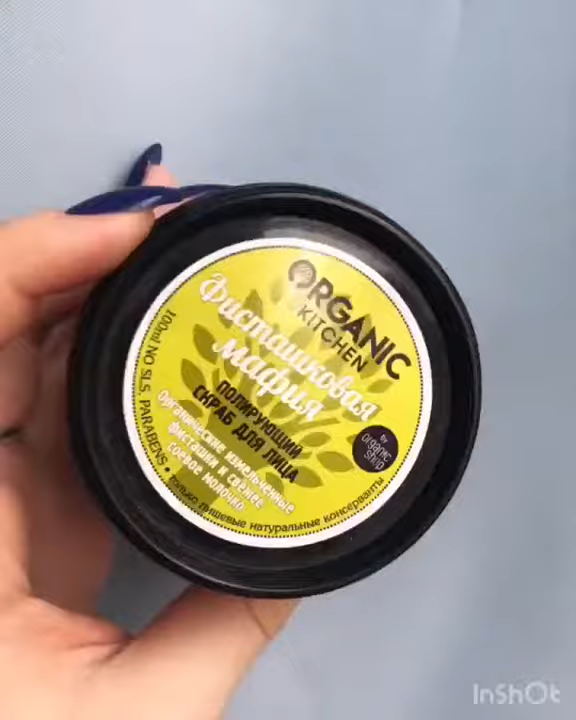 ORGANIC
KITCHEN
Фисташковая
мафия
ПОЛИРУЮЩИЙ
СКРАБ ДЛЯ ЛИЦА
Органические измельченные
фисташки и свежее
соевое молочко
by
organic
shop
100ml NO SLS, PARABENS • только пищевые натуральные консерванты
InShOt